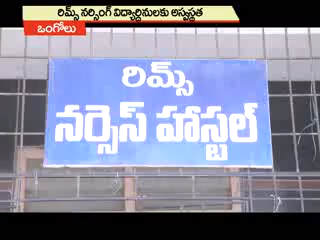 రిమ్స్ నర్సింగ్ విద్యార్థినులకు అస్వస్థత
ఒంగోలు
రిమ్స్
నర్సెస్ హాస్టల్